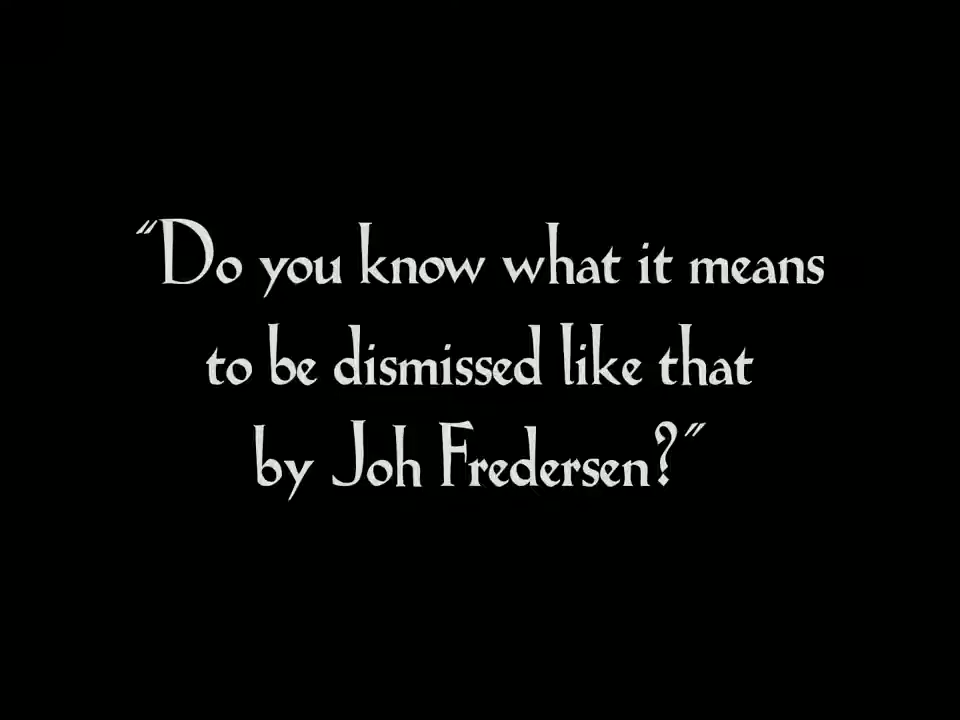 "Do you know what it means
to be dismissed like that
by Joh Fredersen?"